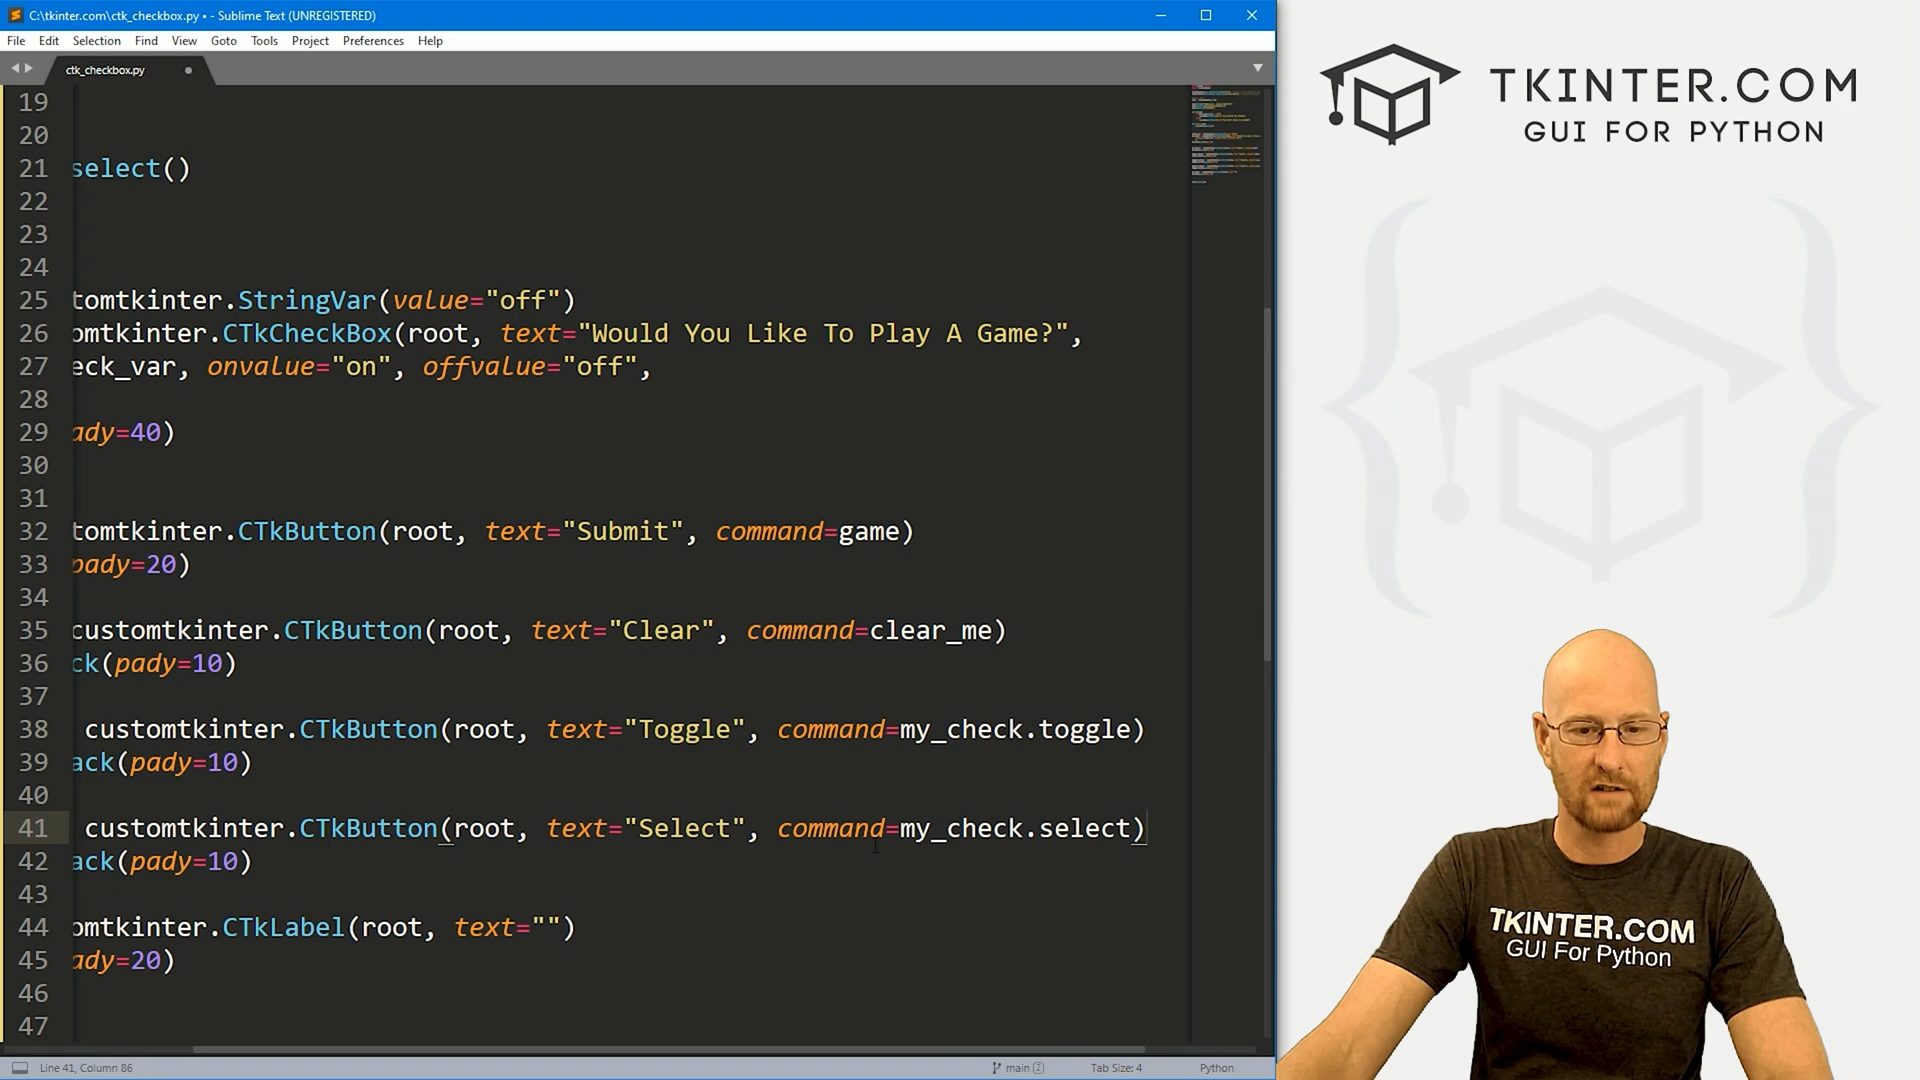 C:\tkinter.com\ctk_checkbox.py • - Sublime Text (UNREGISTERED)
File Edit Selection Find View Goto Tools Project Preferences Help
ctk_checkbox.py
19
20
21 select()
22
23
24
25 tomtkinter.StringVar(value="off")
26 omtkinter.CTkCheckBox(root, text="Would You Like To Play A Game?",
27 eck_var, onvalue="on", offvalue="off",
28
29 ady=40)
30
31
32 tomtkinter.CTkButton(root, text="Submit", command=game)
33 pady=20)
34
35 customtkinter.CTkButton(root, text="Clear", command=clear_me)
36 ck(pady=10)
37
38 customtkinter.CTkButton(root, text="Toggle", command=my_check.toggle)
39 ack(pady=10)
40
41 customtkinter.CTkButton(root, text="Select", command=my_check.select)
42 ack(pady=10)
43
44 omtkinter.CTkLabel(root, text="")
45 ady=20)
46
47
Line 41, Column 86
main 2
Tab Size: 4
Python
TKINTER.COM
GUI FOR PYTHON
TKINTER.COM
GUI For Python